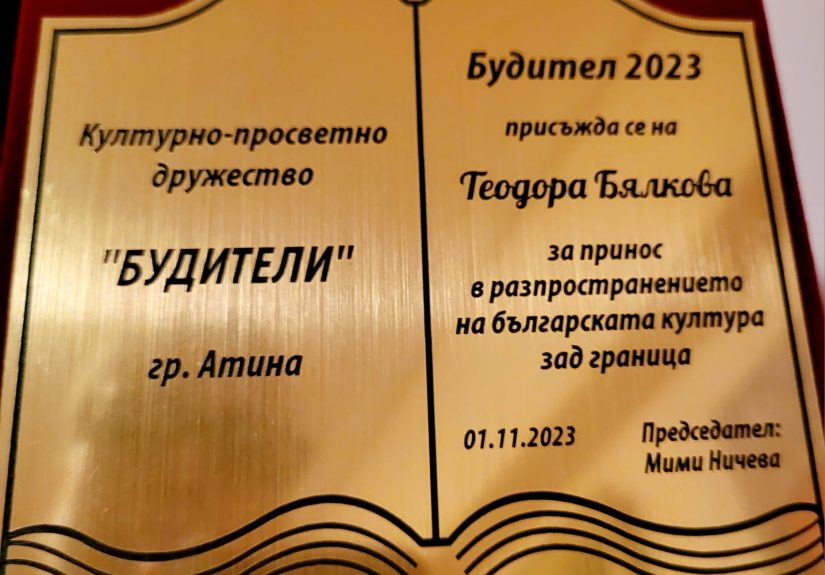 Културно-просветно
дружество
"БУДИТЕЛИ"
гр. Атина
Будител 2023
присъжда се на
Теодора Бялкова
за принос
в разпространението
на българската култура
зад граница
01.11.2023
Председател:
Мими Ничева